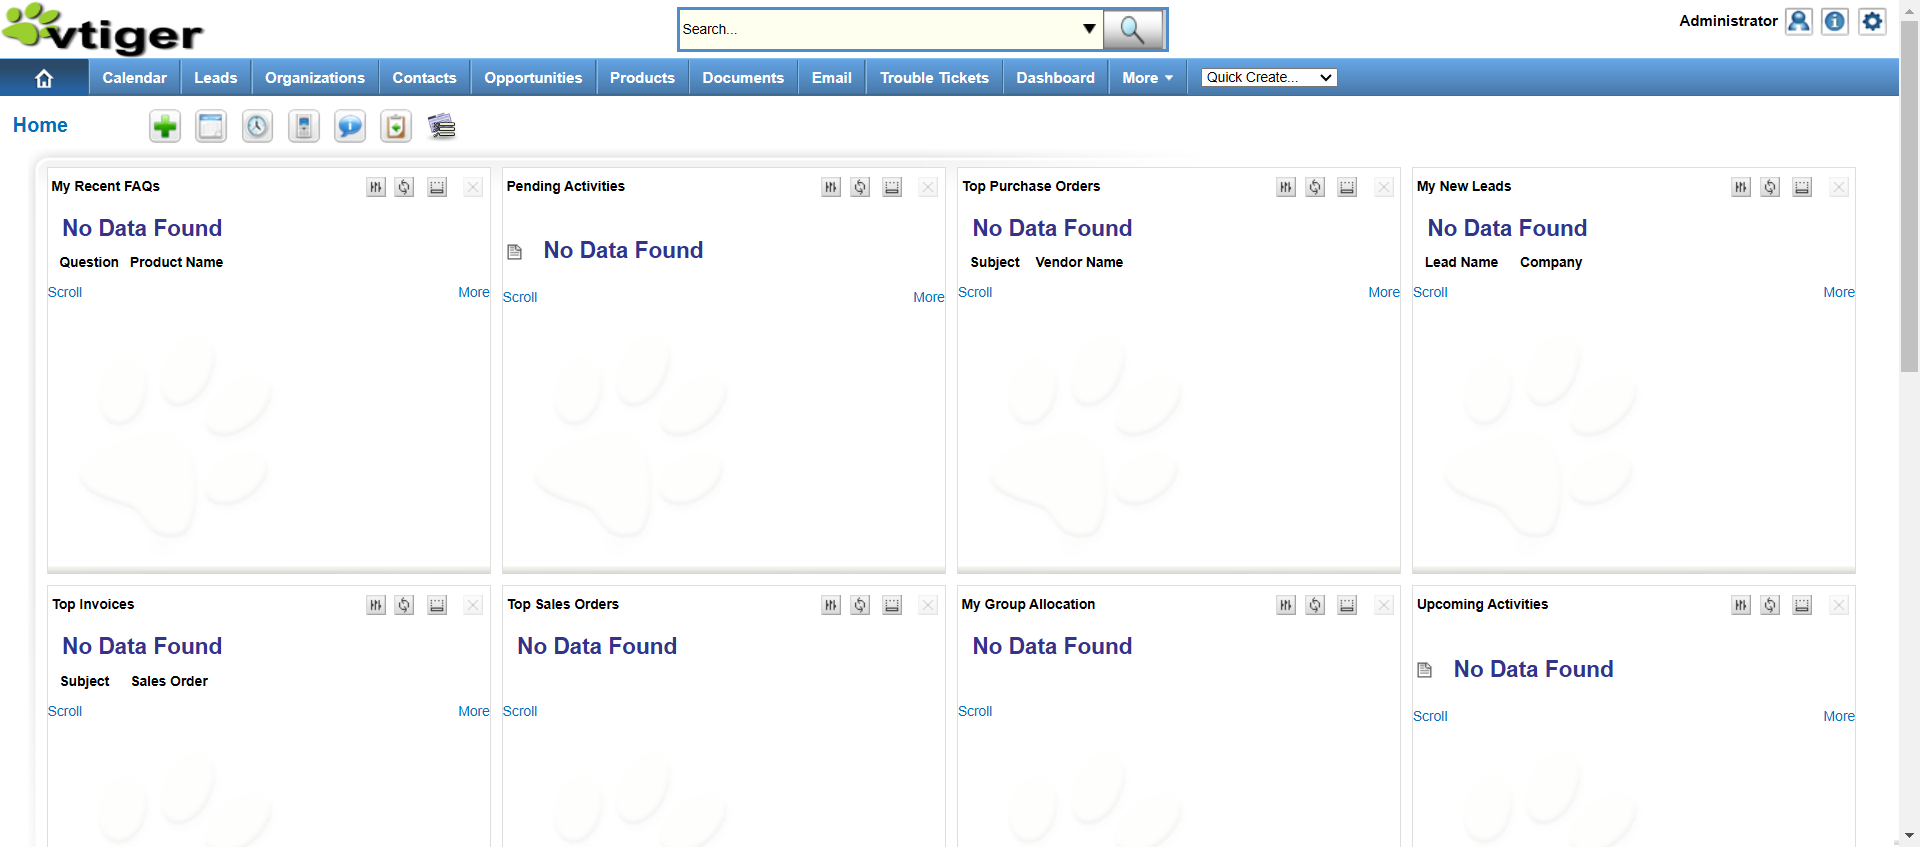 vtiger
Search...
Administrator
Calendar Leads Organizations Contacts Opportunities Products Documents Email Trouble Tickets Dashboard More Quick Create...
Home
My Recent FAQs
No Data Found
Question Product Name
Scroll More
Pending Activities
No Data Found
Scroll More
Top Purchase Orders
No Data Found
Subject Vendor Name
Scroll More
My New Leads
No Data Found
Lead Name Company
Scroll More
Top Invoices
No Data Found
Subject Sales Order
Scroll More
Top Sales Orders
No Data Found
Scroll
My Group Allocation
No Data Found
Scroll
Upcoming Activities
No Data Found
Scroll More